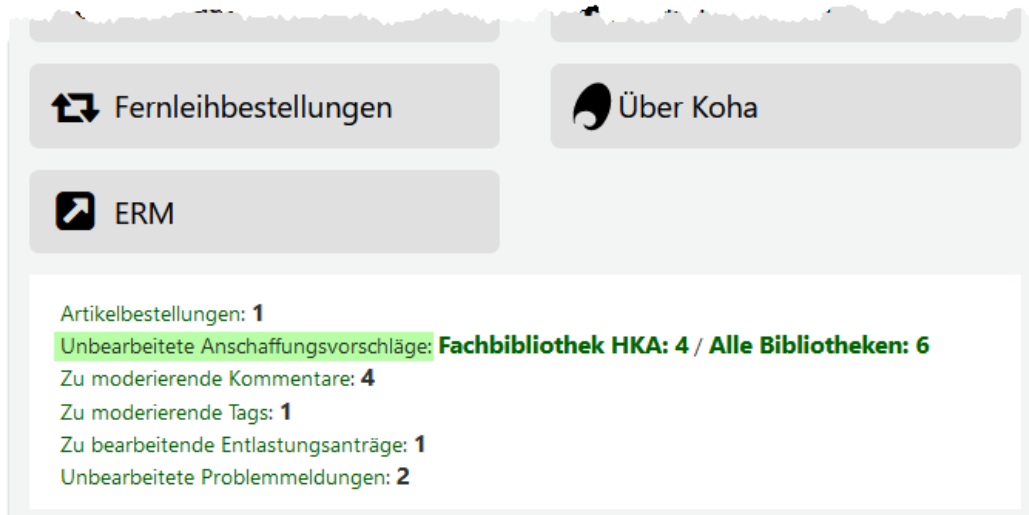 Fernleihbestellungen
Über Koha
ERM
Artikelbestellungen: 1
Unbearbeitete Anschaffungsvorschläge: Fachbibliothek HKA: 4 / Alle Bibliotheken: 6
Zu moderierende Kommentare: 4
Zu moderierende Tags: 1
Zu bearbeitende Entlastungsanträge: 1
Unbearbeitete Problemmeldungen: 2